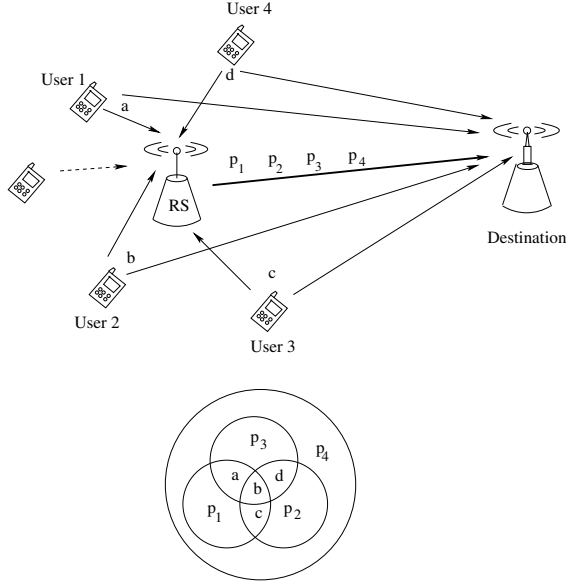 User 4
User 1
d
a
p1 p2 p3 p4
RS
Destination
b
c
User 2
User 3
p3
p4
a d
b
p1 c p2